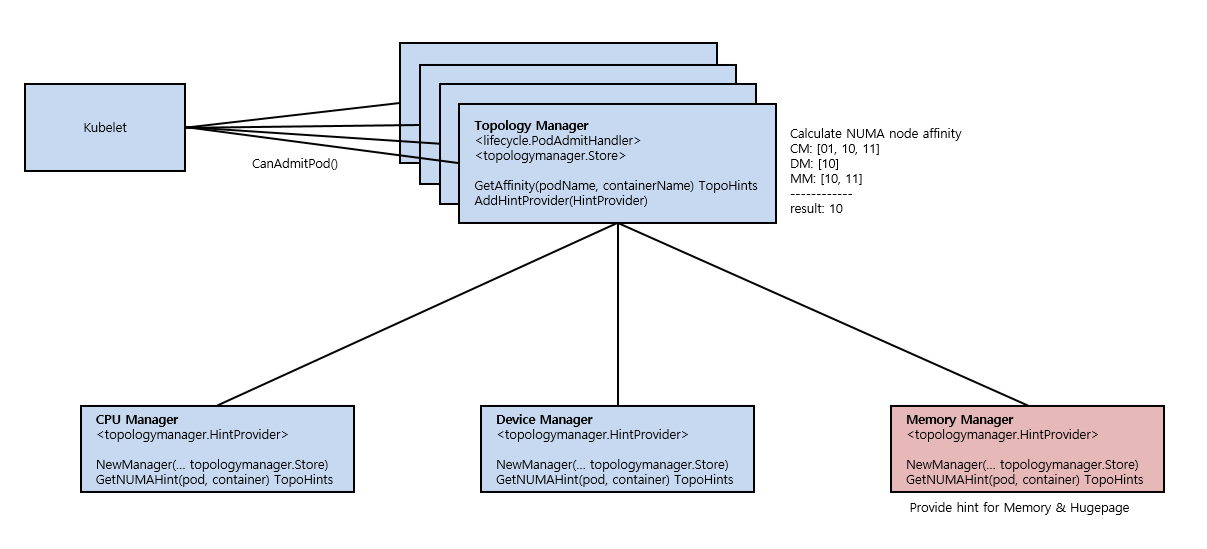 Kubelet
CanAdmitPod()
Topology Manager
<lifecycle.PodAdmitHandler>
<topologymanager.Store>
GetAffinity(podName, containerName) TopoHints
AddHintProvider(HintProvider)
Calculate NUMA node affinity
CM: [01, 10, 11]
DM: [10]
MM: [10, 11]
------------
result: 10
CPU Manager
<topologymanager.HintProvider>
NewManager(... topologymanager.Store)
GetNUMAHint(pod, container) TopoHints
Device Manager
<topologymanager.HintProvider>
NewManager(... topologymanager.Store)
GetNUMAHint(pod, container) TopoHints
Memory Manager
<topologymanager.HintProvider>
NewManager(... topologymanager.Store)
GetNUMAHint(pod, container) TopoHints
Provide hint for Memory & Hugepage